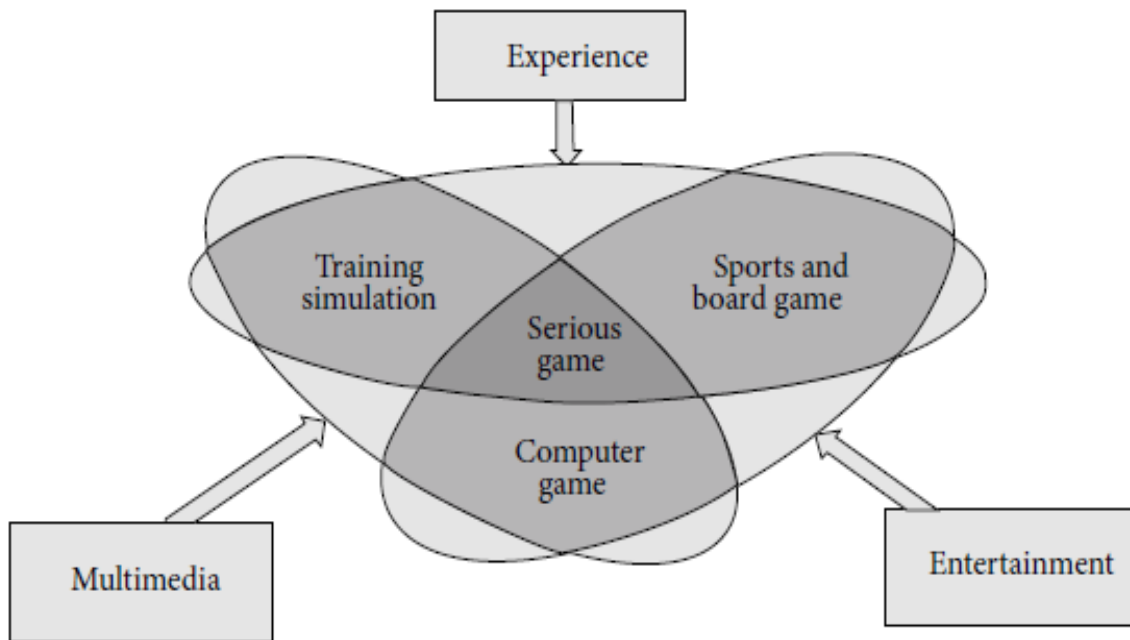 Experience
Training
simulation
Sports and
board game
Serious
game
Computer
game
Multimedia
Entertainment